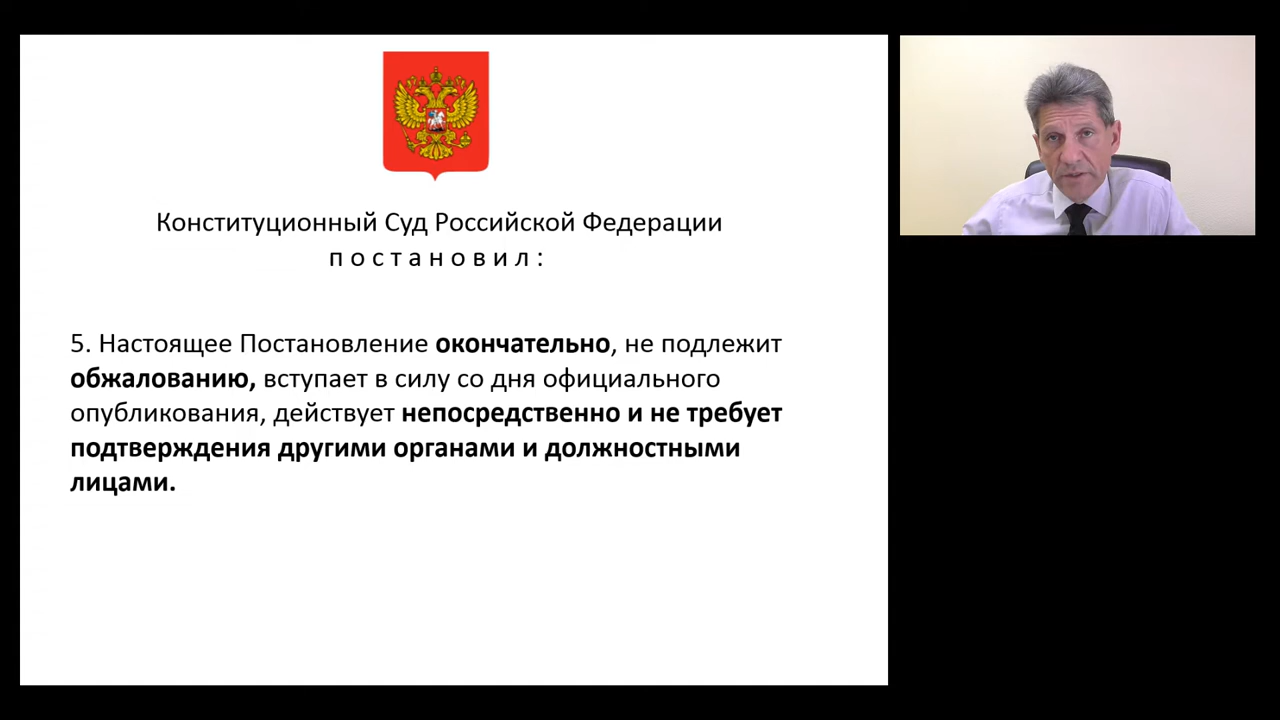 Конституционный Суд Российской Федерации
п о с т а н о в и л :
5. Настоящее Постановление окончательно, не подлежит
обжалованию, вступает в силу со дня официального
опубликования, действует непосредственно и не требует
подтверждения другими органами и должностными
лицами.